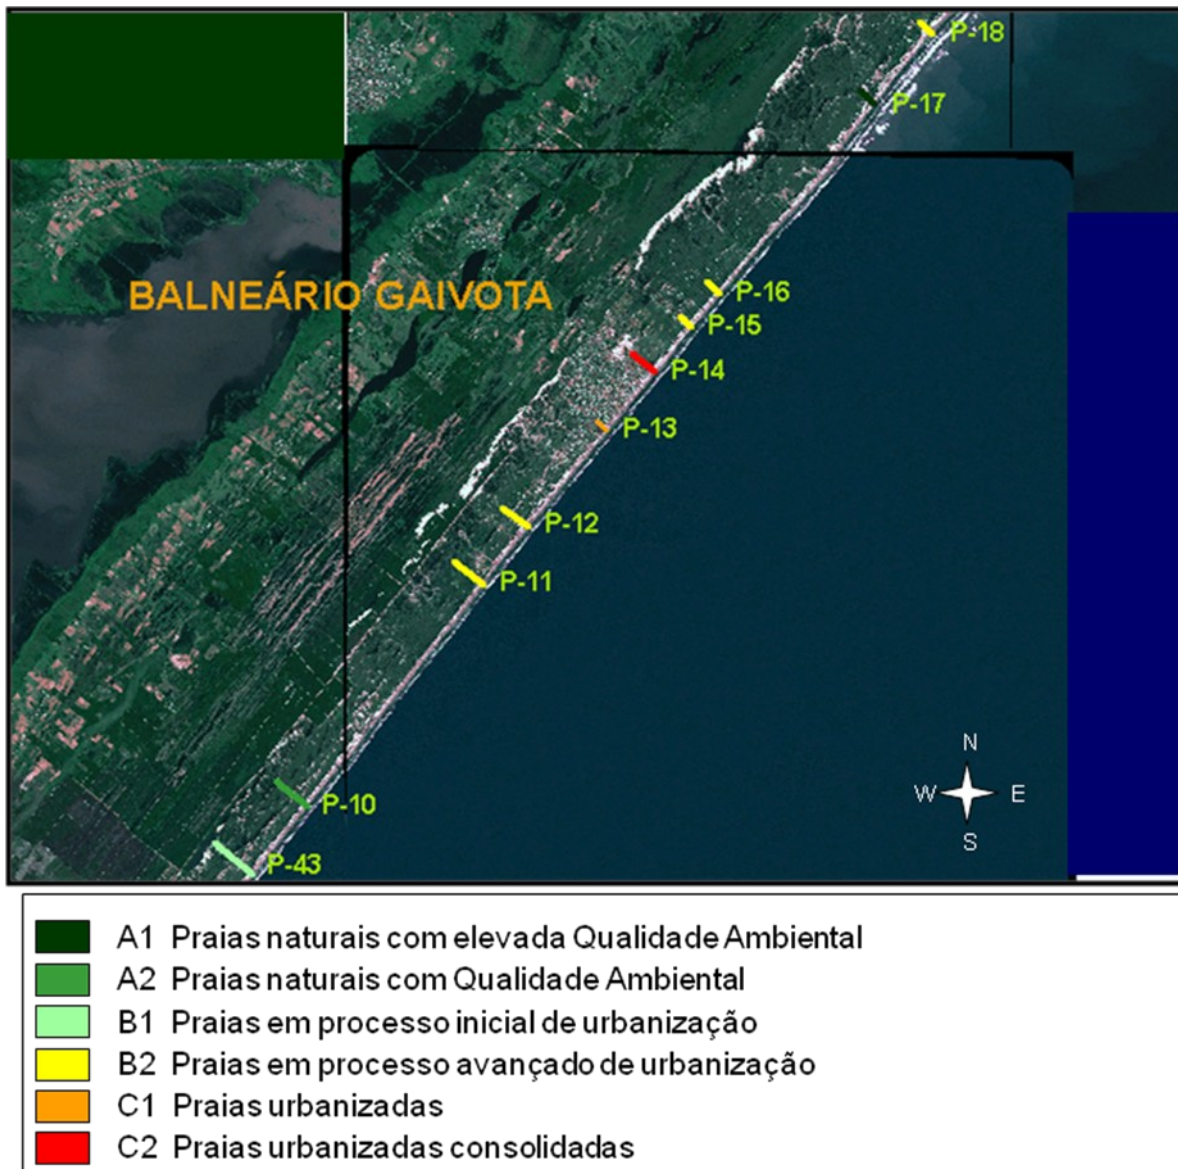 P-18
P-17
P-16
BALNEÁRIO GAIVOTA
P-15
P-14
P-13
P-12
P-11
N
W E
P-10
S
P-43
A1 Praias naturais com elevada Qualidade Ambiental
A2 Praias naturais com Qualidade Ambiental
B1 Praias em processo inicial de urbanização
B2 Praias em processo avançado de urbanização
C1 Praias urbanizadas
C2 Praias urbanizadas consolidadas